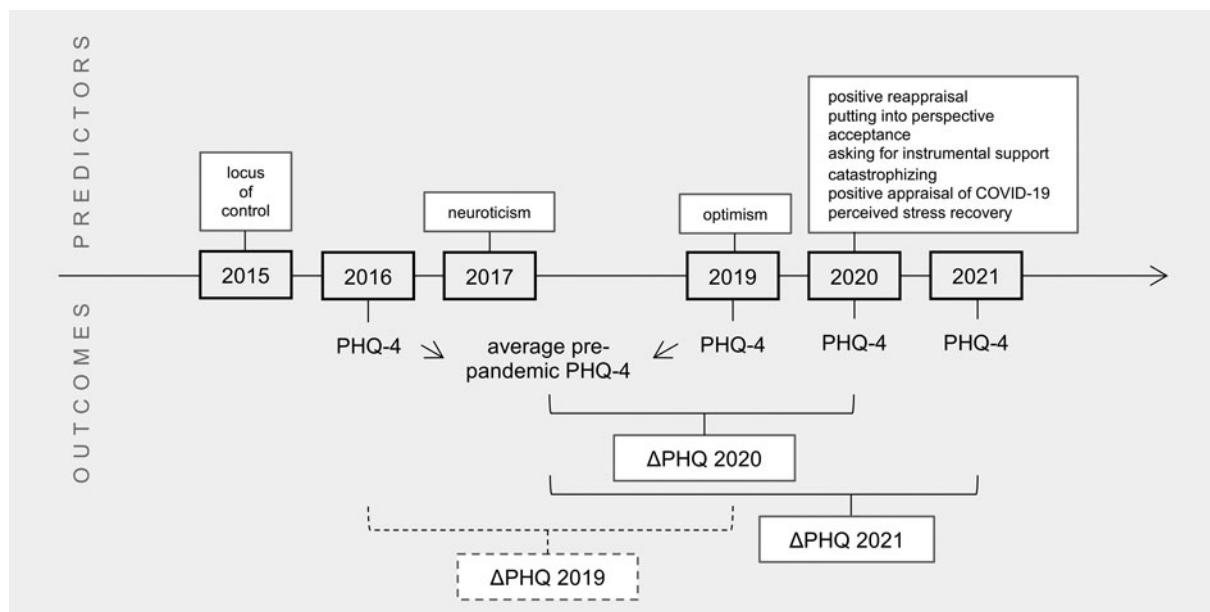 PREDICTORS
positive reappraisal
putting into perspective
acceptance
asking for instrumental support
catastrophizing
positive appraisal of COVID-19
perceived stress recovery
locus
of
control
neuroticism
optimism
2015
2016
2017
2019
2020
2021
OUTCOMES
PHQ-4
average pre-
pandemic PHQ-4
PHQ-4
PHQ-4
PHQ-4
ΔPHQ 2020
ΔPHQ 2021
ΔPHQ 2019